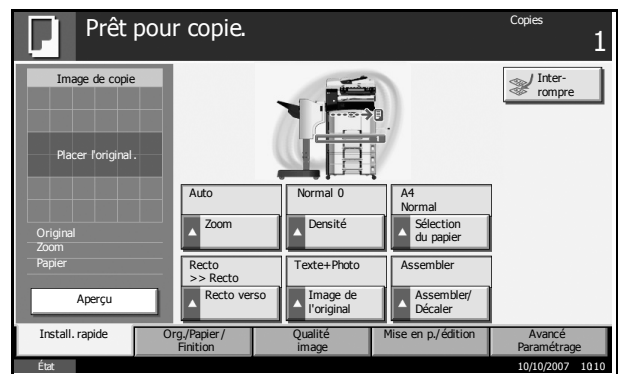 Prêt pour copie.
Copies
1
Image de copie
Placer l'original.
Original
Zoom
Papier
Aperçu
Inter-
rompre
Auto
Zoom
Normal 0
Densité
A4
Normal
Sélection
du papier
Recto
>> Recto
Recto verso
Texte+Photo
Image de
l'original
Assembler
Assembler/
Décaler
Install. rapide
Org./Papier/
Finition
Qualité
image
Mise en p./édition
Avancé
Paramétrage
État
10/10/2007 1010